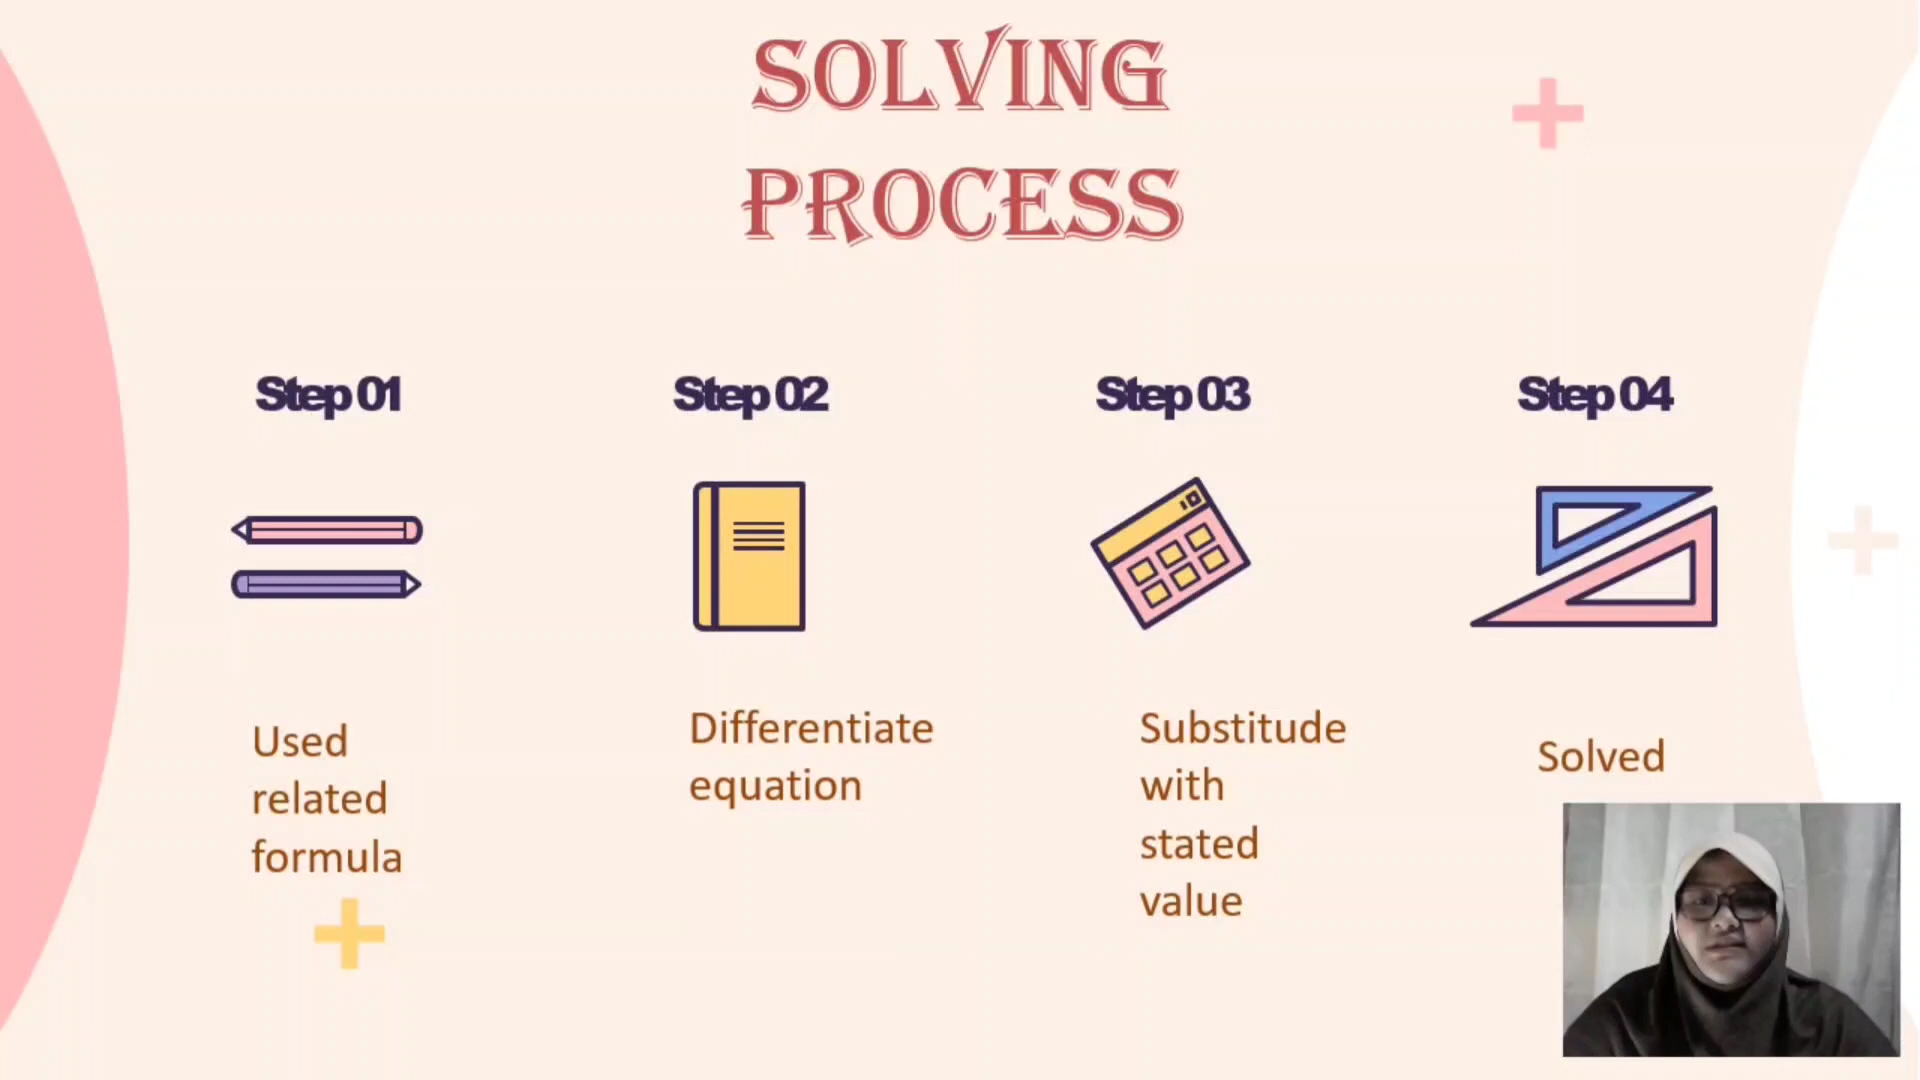 SOLVING
PROCESS
Step 01
Step 02
Step 03
Step 04
Used
related
formula
Differentiate
equation
Substitude
with
stated
value
Solved